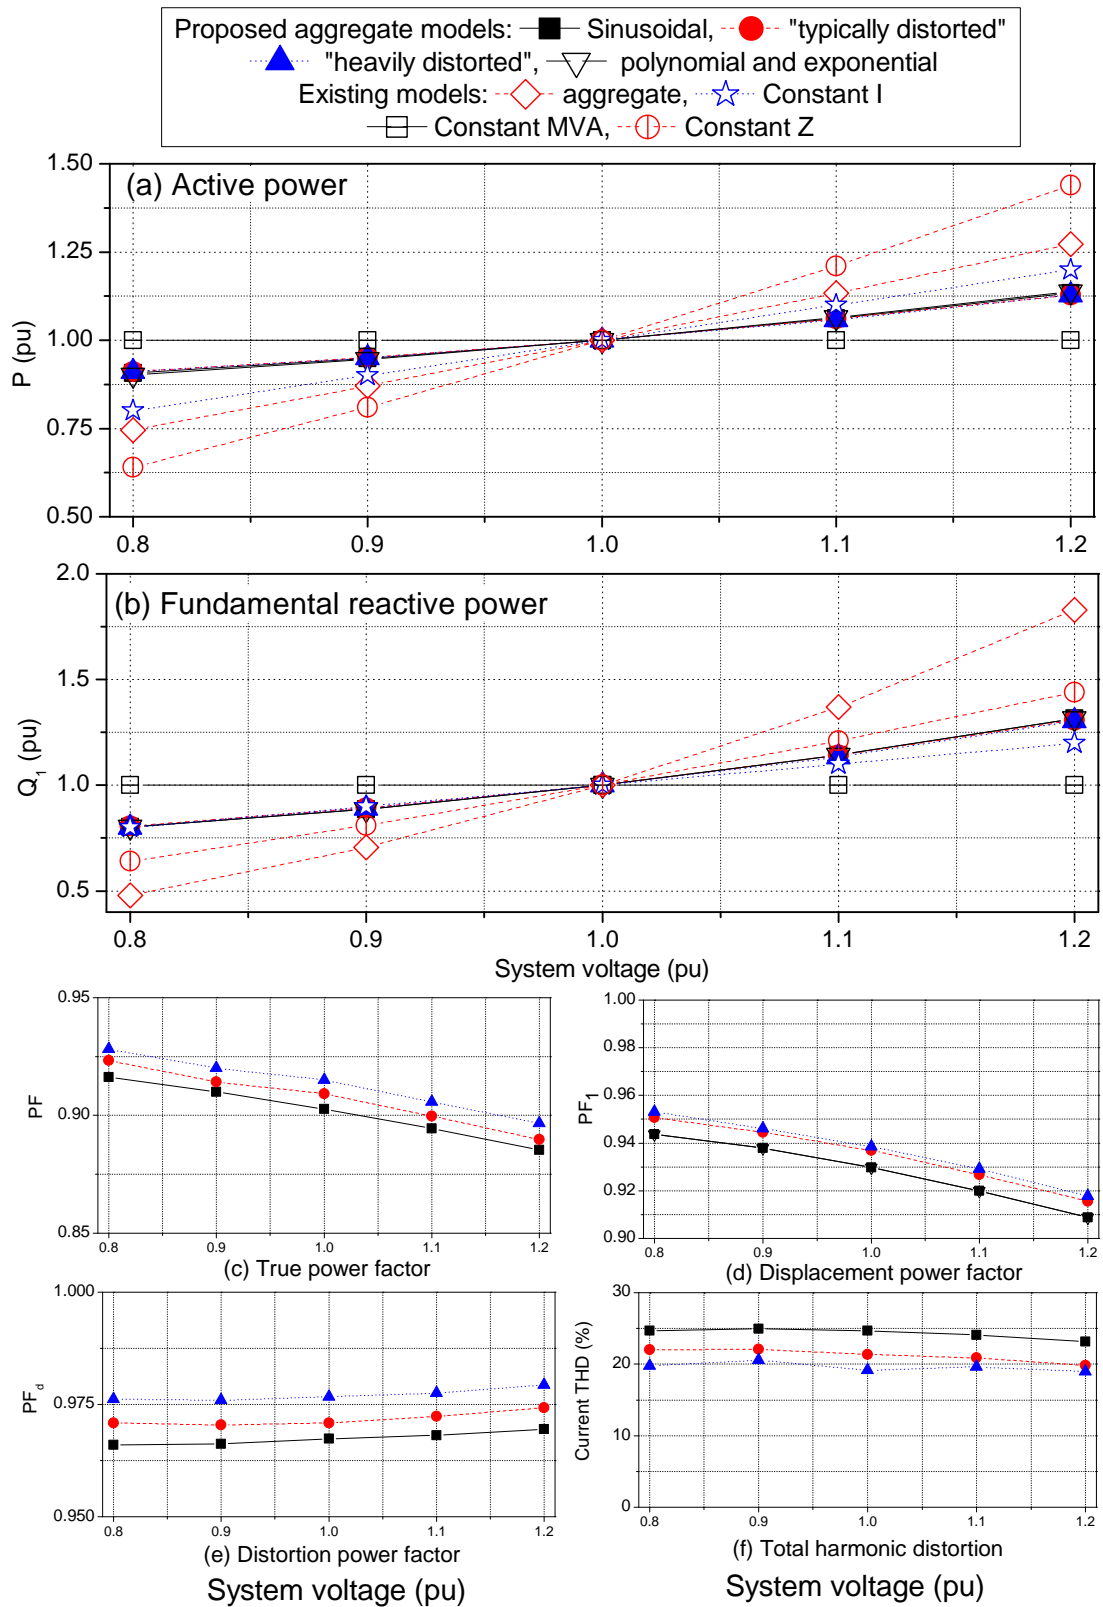 Proposed aggregate models: Sinusoidal, "typically distorted"
"heavily distorted", polynomial and exponential
Existing models: aggregate, Constant I
Constant MVA, Constant Z
(a) Active power
P (pu)
1.50
1.25
1.00
0.75
0.50
0.8 0.9 1.0 1.1 1.2
(b) Fundamental reactive power
Q1 (pu)
2.0
1.5
1.0
0.5
0.8 0.9 1.0 1.1 1.2
System voltage (pu)
PF
0.95
0.90
0.85
0.8 0.9 1.0 1.1 1.2
(c) True power factor
PF1
1.00
0.98
0.96
0.94
0.92
0.90
0.8 0.9 1.0 1.1 1.2
(d) Displacement power factor
PFd
1.000
0.975
0.950
0.8 0.9 1.0 1.1 1.2
(e) Distortion power factor
System voltage (pu)
Current THD (%)
30
20
10
0
0.8 0.9 1.0 1.1 1.2
(f) Total harmonic distortion
System voltage (pu)